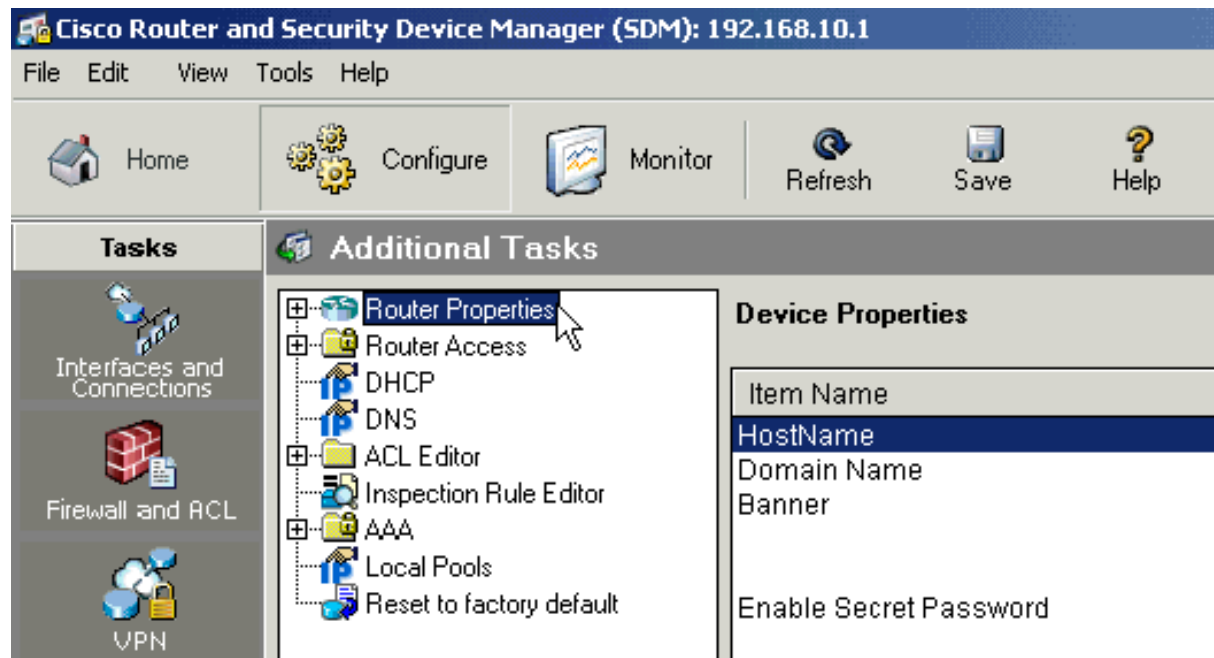 Cisco Router and Security Device Manager (SDM): 192.168.10.1
File Edit View Tools Help
Home Configure Monitor Refresh Save Help
Tasks
Additional Tasks
Interfaces and
Connections
Firewall and ACL
VPN
Router Properties
Router Access
DHCP
DNS
ACL Editor
Inspection Rule Editor
AAA
Local Pools
Reset to factory default
Device Properties
Item Name
HostName
Domain Name
Banner
Enable Secret Password